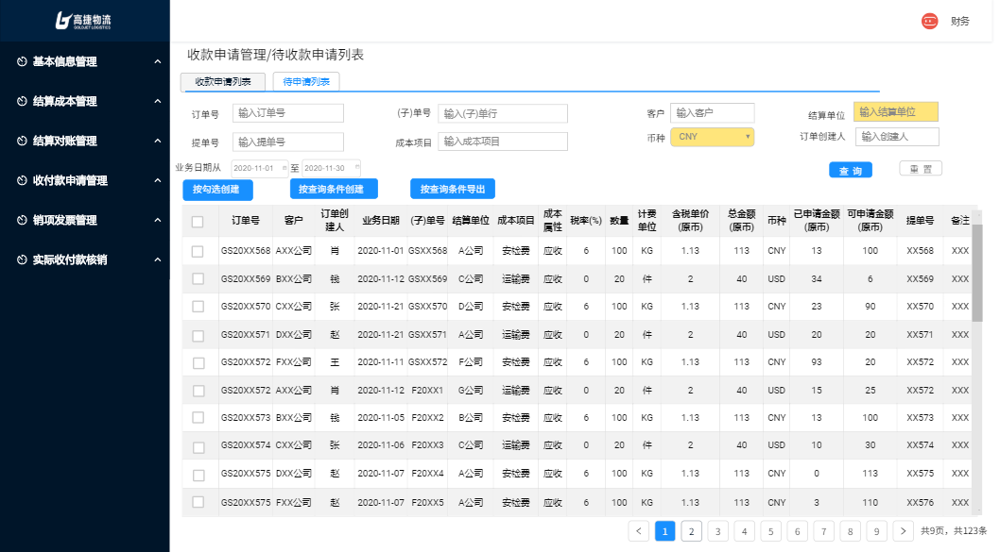 高捷物流
GOLDJET LOGISTICS
财务
基本信息管理
结算成本管理
结算对账管理
收付款申请管理
销项发票管理
实际收付款核销
收款申请管理/待收款申请列表
收款申请列表 待申请列表
订单号 输入订单号 (子)单号 输入(子)单行 客户 输入客户 结算单位 输入结算单位
提单号 输入提单号 成本项目 输入成本项目 币种 CNY 订单创建人 输入创建人
业务日期从 2020-11-01 至 2020-11-30 查 询 重 置
按勾选创建 按查询条件创建 按查询条件导出
订单号 客户 订单创建人 业务日期 (子)单号 结算单位 成本项目 成本属性 税率(%) 数量 计费单位 含税单价(原币) 总金额(原币) 币种 已申请金额(原币) 可申请金额(原币) 提单号 备注
GS20XX568 AXX公司 肖 2020-11-01 GSXX568 A公司 安检费 应收 6 100 KG 1.13 113 CNY 13 100 XX568 XXX
GS20XX569 BXX公司 钱 2020-11-12 GSXX569 C公司 运输费 应收 0 20 件 2 40 USD 34 6 XX569 XXX
GS20XX570 CXX公司 张 2020-11-21 GSXX570 D公司 安检费 应收 6 100 KG 1.13 113 CNY 23 90 XX570 XXX
GS20XX571 DXX公司 赵 2020-11-21 GSXX571 A公司 运输费 应收 0 20 件 2 40 USD 20 20 XX571 XXX
GS20XX572 FXX公司 王 2020-11-11 GSXX572 F公司 安检费 应收 6 100 KG 1.13 113 CNY 93 20 XX572 XXX
GS20XX572 AXX公司 肖 2020-11-12 F20XX1 G公司 运输费 应收 0 20 件 2 40 USD 15 25 XX572 XXX
GS20XX573 BXX公司 钱 2020-11-05 F20XX2 B公司 安检费 应收 6 100 KG 1.13 113 CNY 13 100 XX573 XXX
GS20XX574 CXX公司 张 2020-11-06 F20XX3 C公司 运输费 应收 0 20 件 2 40 USD 10 30 XX574 XXX
GS20XX575 DXX公司 赵 2020-11-07 F20XX4 A公司 安检费 应收 6 100 KG 1.13 113 CNY 0 113 XX575 XXX
GS20XX575 FXX公司 赵 2020-11-07 F20XX5 A公司 安检费 应收 6 100 KG 1.13 113 CNY 3 110 XX576 XXX
< 1 2 3 4 5 6 7 8 9 > 共9页，共123条